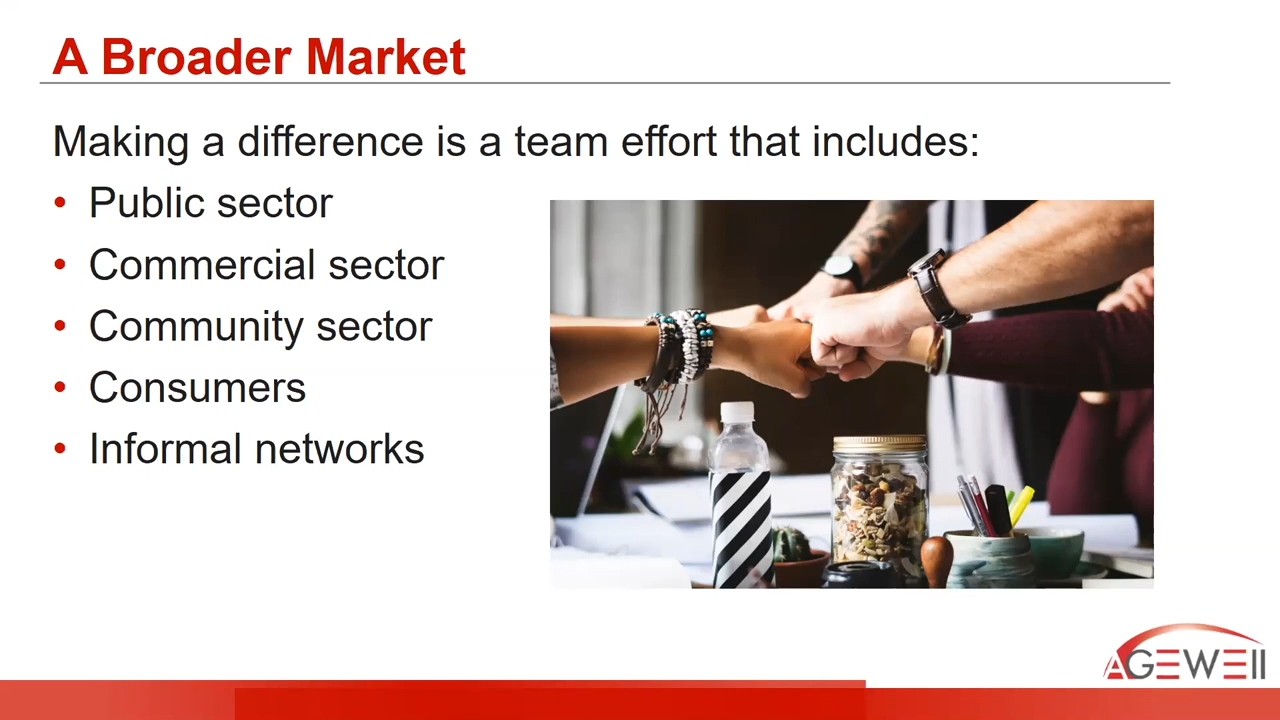 A Broader Market
Making a difference is a team effort that includes:
• Public sector
• Commercial sector
• Community sector
• Consumers
• Informal networks
AGEWEll